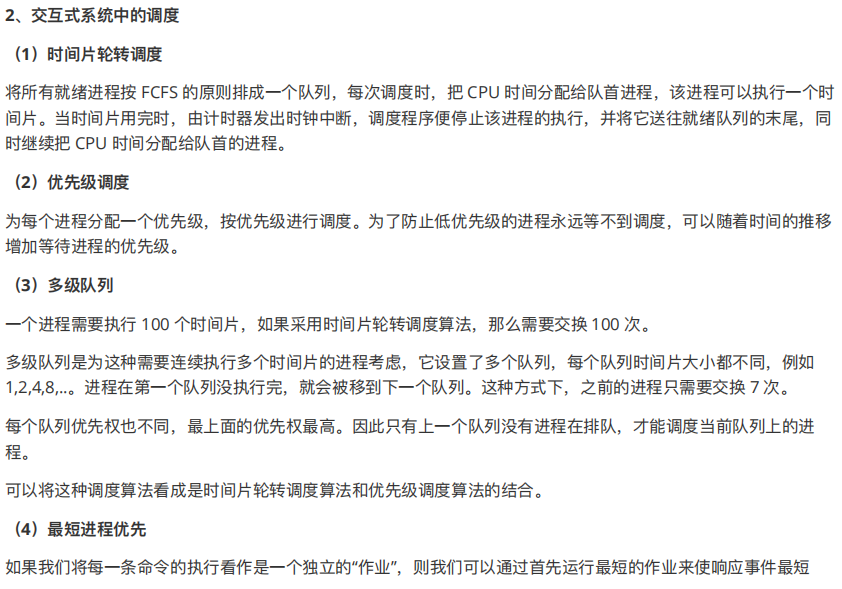 2、交互式系统中的调度
（1）时间片轮转调度
将所有就绪进程按 FCFS 的原则排成一个队列，每次调度时，把 CPU 时间分配给队首进程，该进程可以执行一个时
间片。当时间片用完时，由计时器发出时钟中断，调度程序便停止该进程的执行，并将它送往就绪队列的末尾，同
时继续把 CPU 时间分配给队首的进程。
（2）优先级调度
为每个进程分配一个优先级，按优先级进行调度。为了防止低优先级的进程永远等不到调度，可以随着时间的推移
增加等待进程的优先级。
（3）多级队列
一个进程需要执行 100 个时间片，如果采用时间片轮转调度算法，那么需要交换 100 次。
多级队列是为这种需要连续执行多个时间片的进程考虑，它设置了多个队列，每个队列时间片大小都不同，例如
1,2,4,8,..。进程在第一个队列没执行完，就会被移到下一个队列。这种方式下，之前的进程只需要交换 7 次。
每个队列优先权也不同，最上面的优先权最高。因此只有上一个队列没有进程在排队，才能调度当前队列上的进
程。
可以将这种调度算法看成是时间片轮转调度算法和优先级调度算法的结合。
（4）最短进程优先
如果我们将每一条命令的执行看作是一个独立的“作业”，则我们可以通过首先运行最短的作业来使响应事件最短